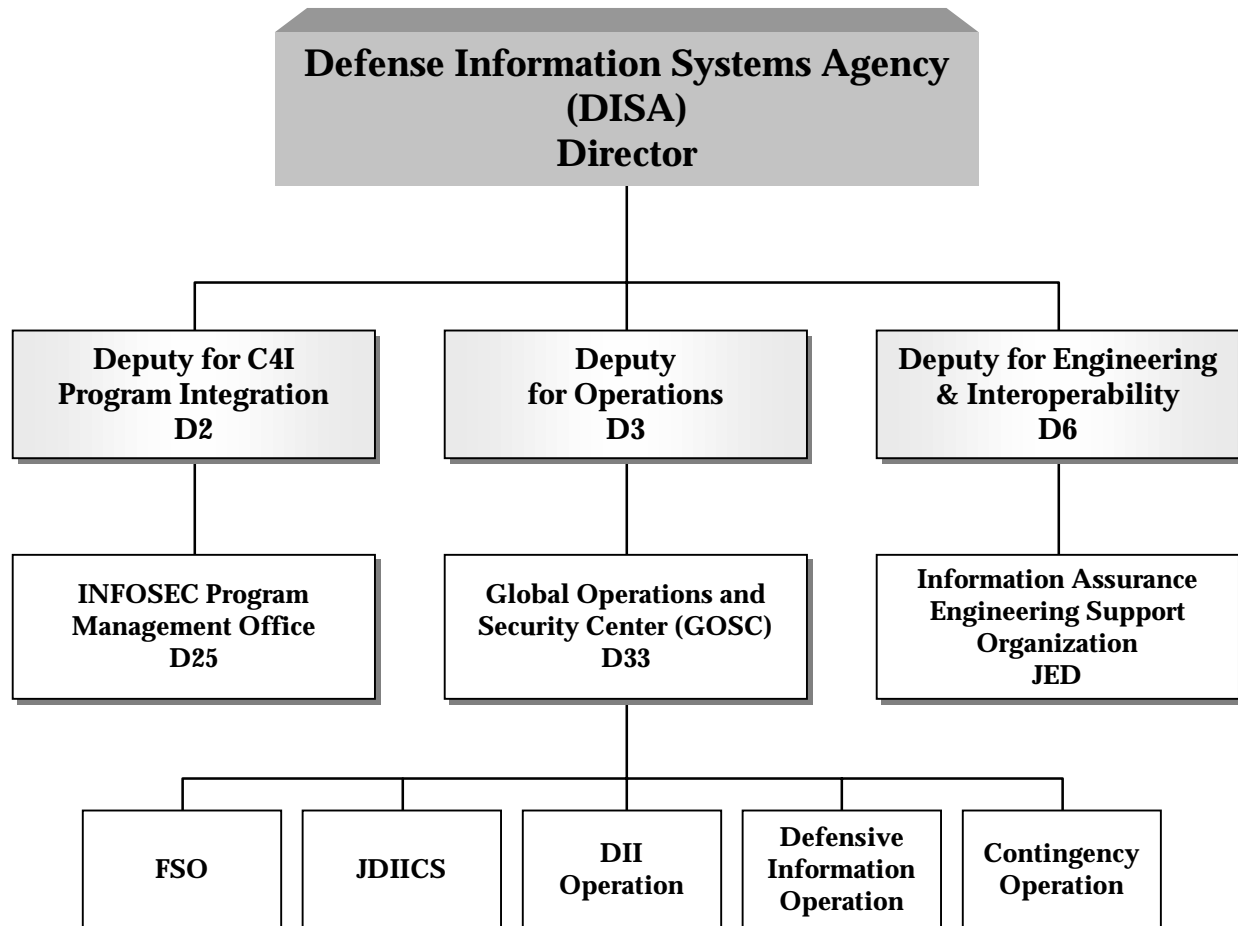 Defense Information Systems Agency
(DISA)
Director
Deputy for C4I
Program Integration
D2
Deputy
for Operations
D3
Deputy for Engineering
& Interoperability
D6
INFOSEC Program
Management Office
D25
Global Operations and
Security Center (GOSC)
D33
Information Assurance
Engineering Support
Organization
JED
FSO
JDIICS
DII
Operation
Defensive
Information
Operation
Contingency
Operation